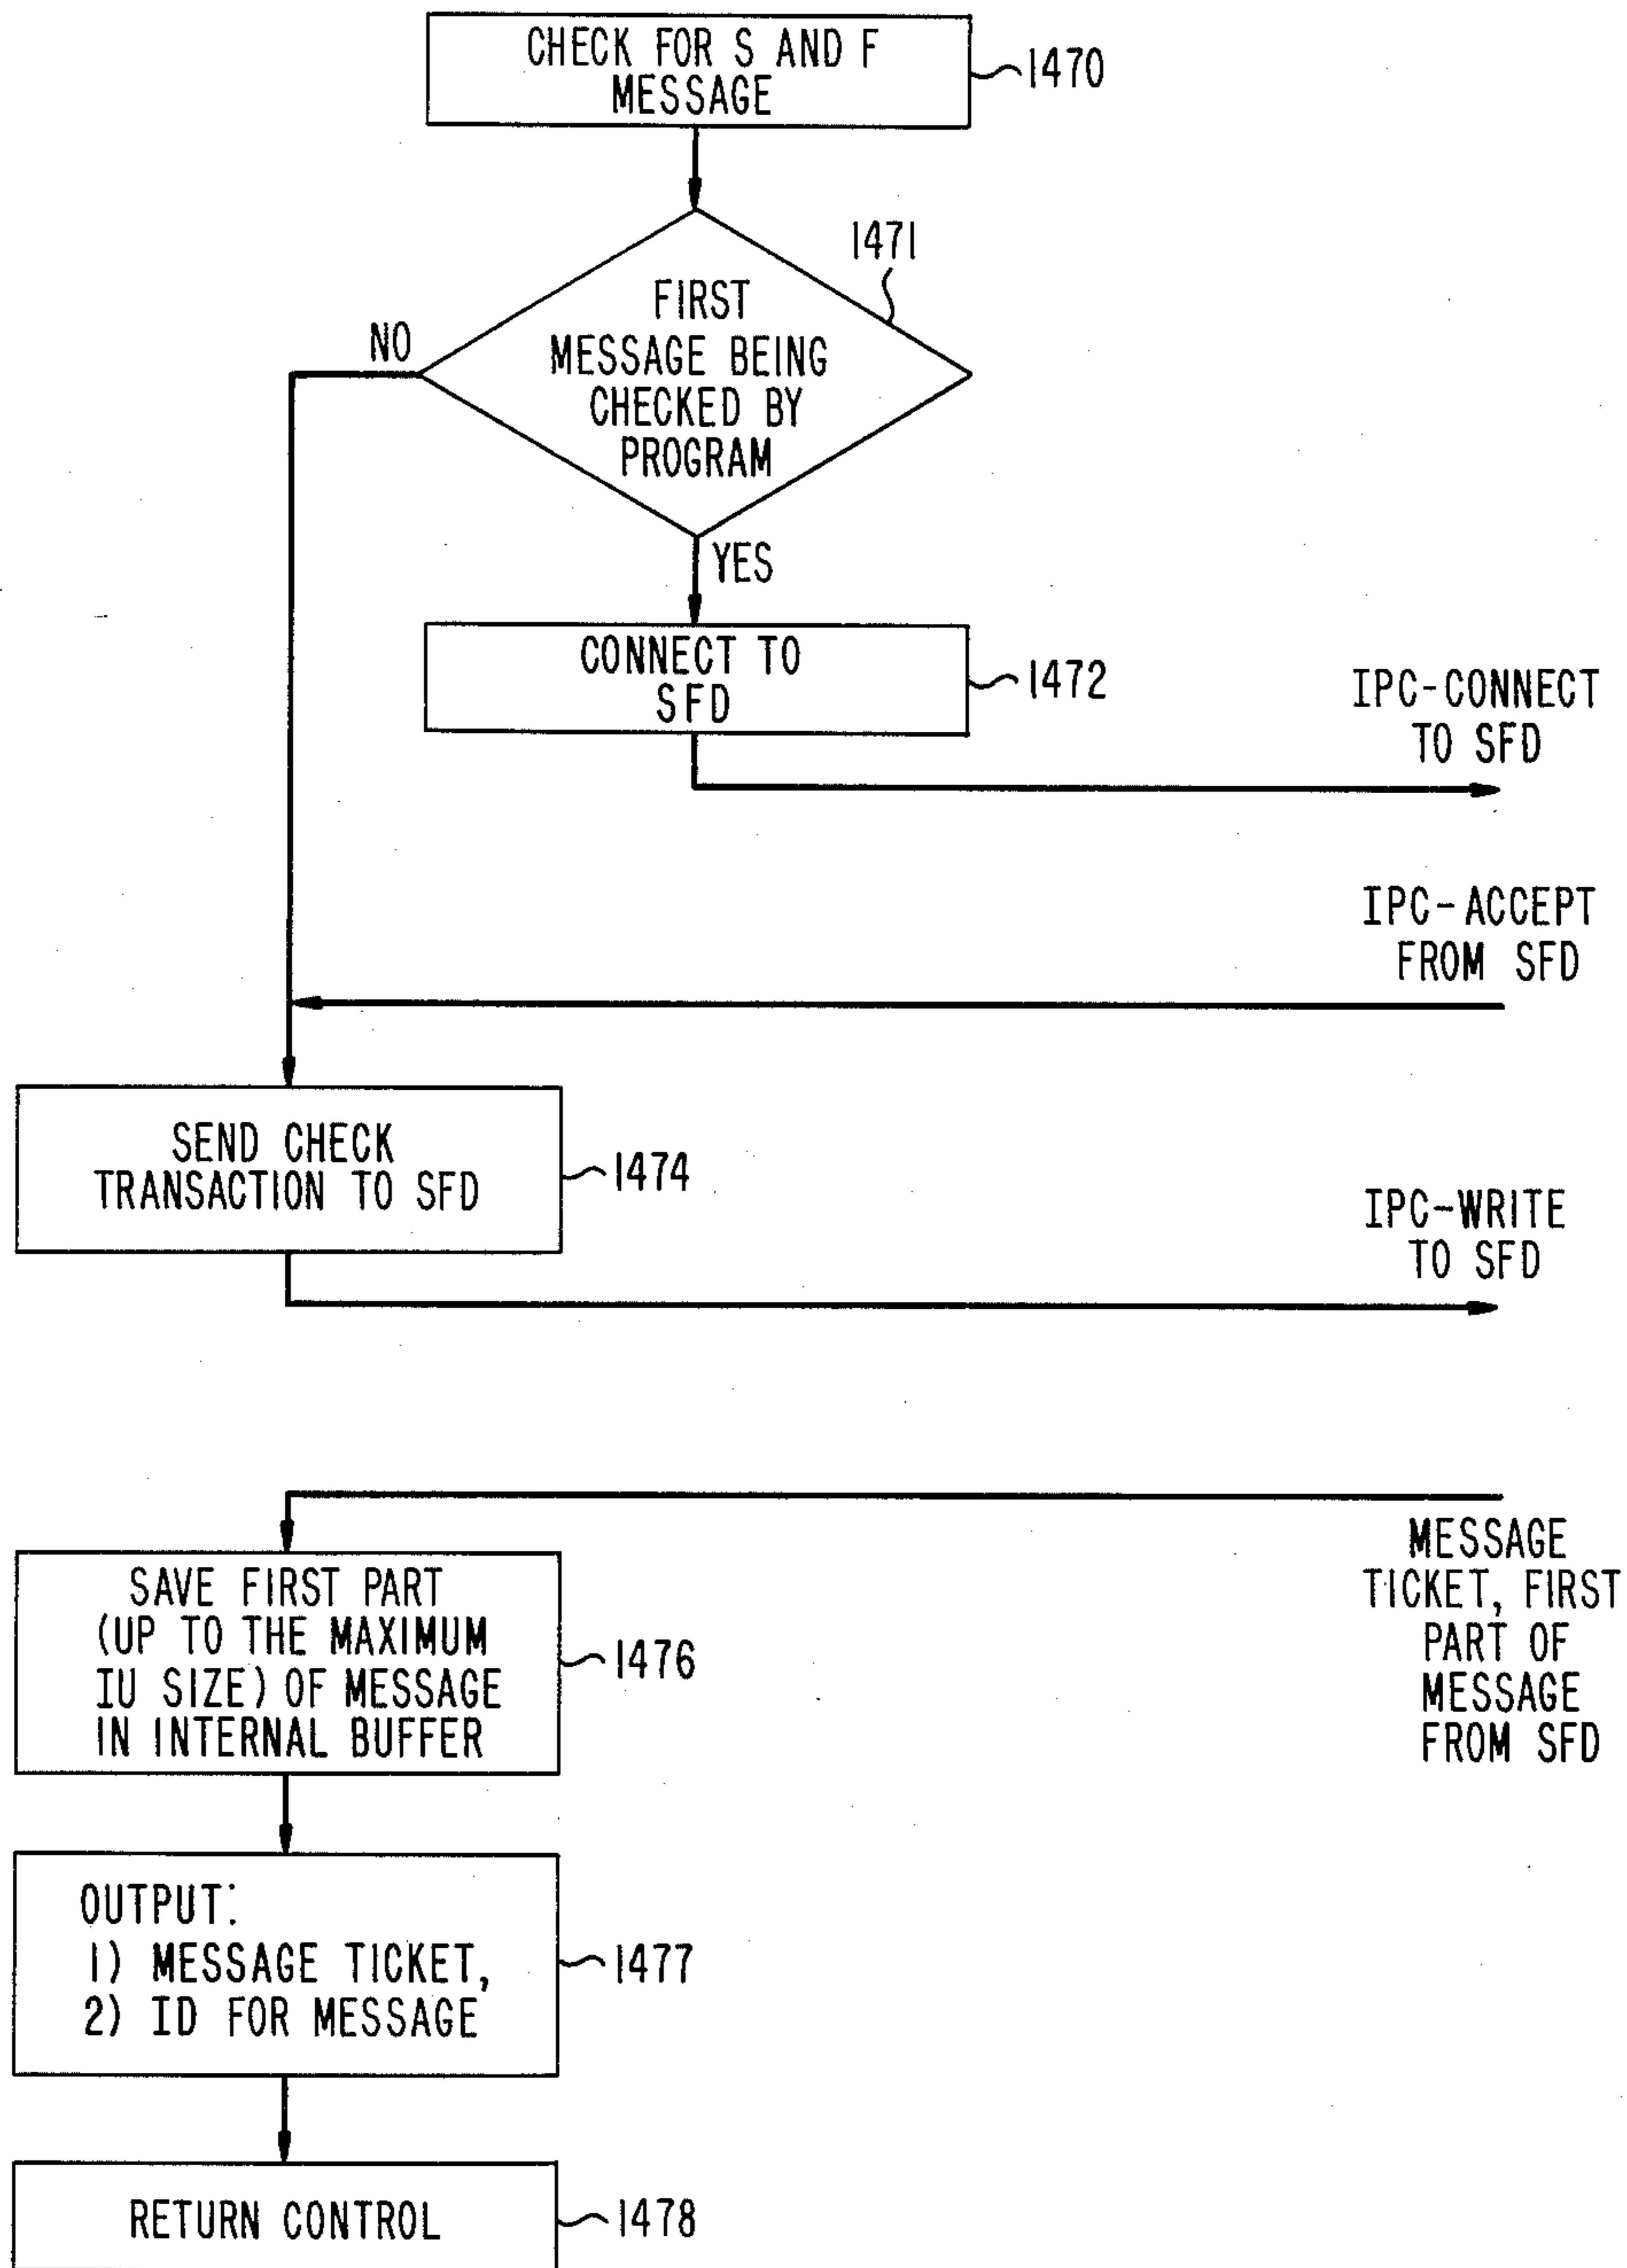 CHECK FOR S AND F
MESSAGE
1470
1471
FIRST
MESSAGE BEING
CHECKED BY
PROGRAM
NO
YES
CONNECT TO
SFD
1472
IPC-CONNECT
TO SFD
IPC-ACCEPT
FROM SFD
SEND CHECK
TRANSACTION TO SFD
1474
IPC-WRITE
TO SFD
MESSAGE
TICKET, FIRST
PART OF
MESSAGE
FROM SFD
SAVE FIRST PART
(UP TO THE MAXIMUM
IU SIZE) OF MESSAGE
IN INTERNAL BUFFER
1476
OUTPUT:
1) MESSAGE TICKET,
2) ID FOR MESSAGE
1477
RETURN CONTROL
1478